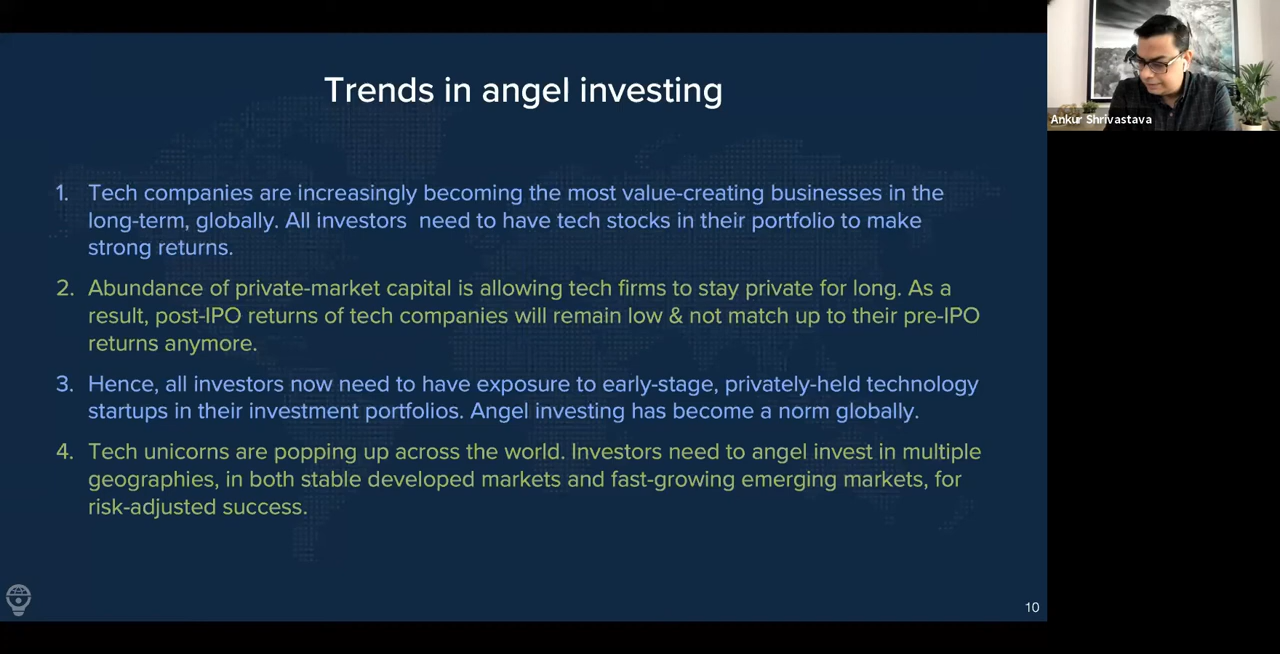 Trends in angel investing
Ankur Shrivastava
1. Tech companies are increasingly becoming the most value-creating businesses in the
long-term, globally. All investors need to have tech stocks in their portfolio to make
strong returns.
2. Abundance of private-market capital is allowing tech firms to stay private for long. As a
result, post-IPO returns of tech companies will remain low & not match up to their pre-IPO
returns anymore.
3. Hence, all investors now need to have exposure to early-stage, privately-held technology
startups in their investment portfolios. Angel investing has become a norm globally.
4. Tech unicorns are popping up across the world. Investors need to angel invest in multiple
geographies, in both stable developed markets and fast-growing emerging markets, for
risk-adjusted success.
10